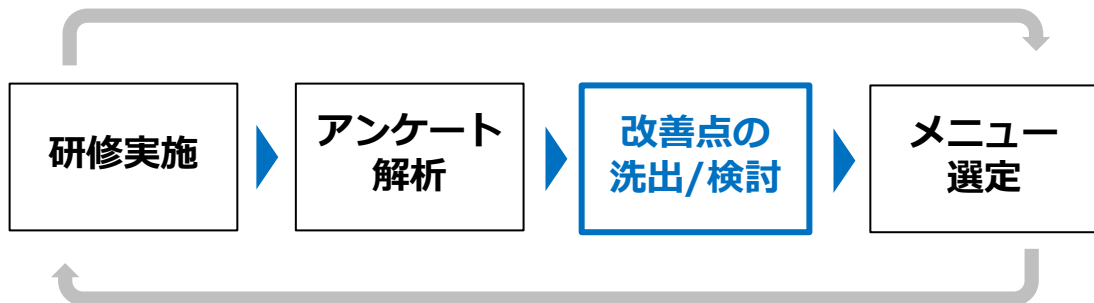 研修実施
アンケート
解析
改善点の
洗出/検討
メニュー
選定